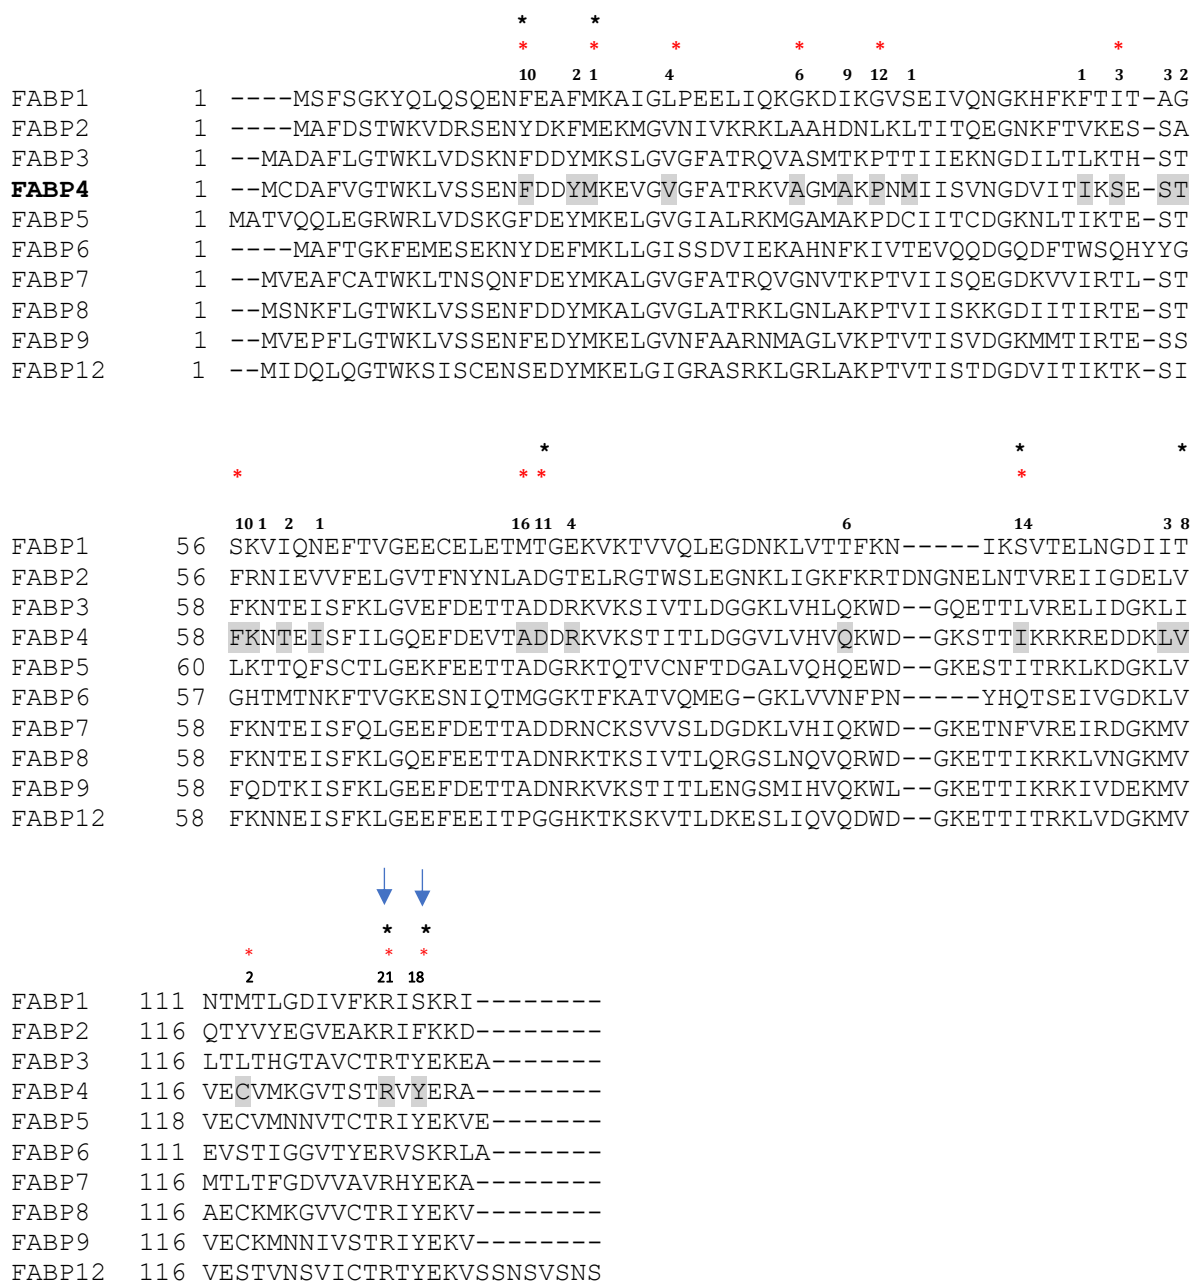 * *
* * * * * *
10 2 1 4 6 9 12 1 1 3 3 2
FABP1 1 ----MSFSGKYQLQSQENFEAFMKAIGLPEELIQKGKDIKGVSEIVQNGKHFKFTIT-AG
FABP2 1 ----MAFDSTWKVDRSENYDKFMEKMGVNIVKRKLAAHDNLKLTITQEGNKFTVKES-SA
FABP3 1 --MADAFLGTWKLVDSKNFDDYMKSLGVGFATRQVASMTKPTTIIEKNGDILTLKTH-ST
FABP4 1 --MCDAFVGTWKLVSSENFDDYMKEVGVGFATRKVAGMAKPNMIISVNGDVITIKSE-ST
FABP5 1 MATVQQLEGRWRLVDSKGFDEYMKELGVGIALRKMGAMAKPDCIITCDGKNLTIKTE-ST
FABP6 1 ----MAFTGKFEMESEKNYDEFMKLLGISSDVIEKAHNFKIVTEVQQDGQDFTWSQHYYG
FABP7 1 --MVEAFCATWKLTNSQNFDEYMKALGVGFATRQVGNVTKPTVIISQEGDKVVIRTL-ST
FABP8 1 --MSNKFLGTWKLVSSENFDDYMKALGVGLATRKLGNLAKPTVIISKKGDIITIRTE-ST
FABP9 1 --MVEPFLGTWKLVSSENFEDYMKELGVNFAARNMAGLVKPTVTISVDGKMMTIRTE-SS
FABP12 1 --MIDQLQGTWKSISCENSEDYMKELGIGRASRKLGRLAKPTVTISTDGDVITIKTK-SI
* * *
* * * *
10 1 2 1 16 11 4 6 14 3 8
FABP1 56 SKVIQNEFTVGEECELETMTGEKVKTVVQLEGDNKLVTTFKN-----IKSVTELNGDIIT
FABP2 56 FRNIEVVFELGVTFNYNLADGTELRGTWSLEGNKLIGKFKRTDNGNELNTVREIIGDELV
FABP3 58 FKNTEISFKLGVEFDETTADDRKVKSIVTLDGGKLVHLQKWD--GQETTLVRELIDGKLI
FABP4 58 FKNTEISFILGQEFDEVTADDRKVKSTITLDGGVLVHVQKWD--GKSTTIKRKREDDKLV
FABP5 60 LKTTQFSCTLGEKFEETTADGRKTQTVCNFTDGALVQHQEWD--GKESTITRKLKDGKLV
FABP6 57 GHTMTNKFTVGKESNIQTMGGKTFKATVQMEG-GKLVVNFPN-----YHQTSEIVGDKLV
FABP7 58 FKNTEISFQLGEEFDETTADDRNCKSVVSLDGDKLVHIQKWD--GKETNFVREIRDGKMV
FABP8 58 FKNTEISFKLGQEFEETTADNRKTKSIVTLQRGSLNQVQRWD--GKETTIKRKLVNGKMV
FABP9 58 FQDTKISFKLGEEFDETTADNRKVKSTITLENGSMIHVQKWL--GKETTIKRKIVDEKMV
FABP12 58 FKNNEISFKLGEEFEEITPGGHKTKSKVTLDKESLIQVQDWD--GKETTITRKLVDGKMV
* *
* * *
2 21 18
FABP1 111 NTMTLGDIVFKRISKRI--------
FABP2 116 QTYVYEGVEAKRIFKKD--------
FABP3 116 LTLTHGTAVCTRTYEKEA-------
FABP4 116 VECVMKGVTSTRVYERA--------
FABP5 118 VECVMNNVTCTRIYEKVE-------
FABP6 111 EVSTIGGVTYERVSKRLA-------
FABP7 116 MTLTFGDVVAVRHYEKA--------
FABP8 116 AECKMKGVVCTRIYEKV--------
FABP9 116 VECKMNNIVSTRIYEKV--------
FABP12 116 VESTVNSVICTRTYEKVSSNSVSNS